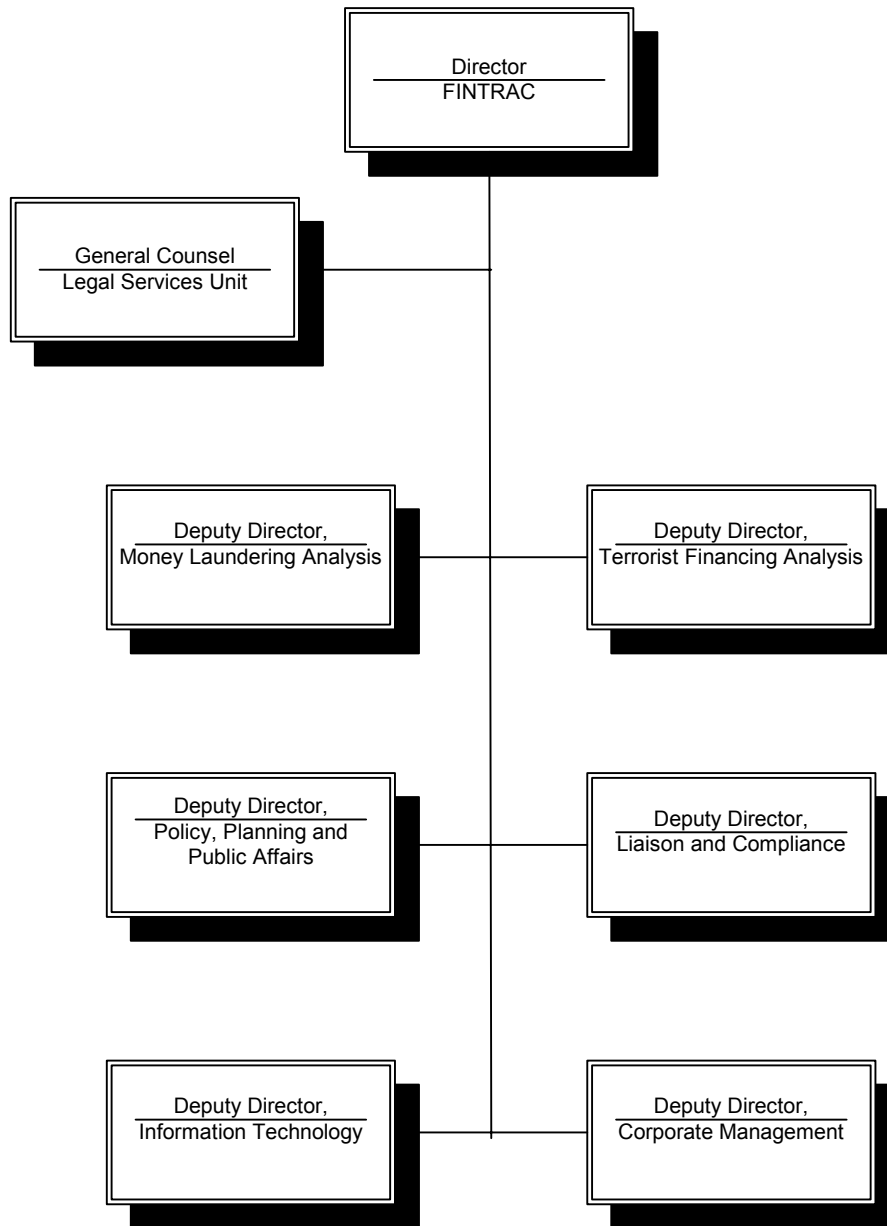 Director
FINTRAC
General Counsel
Legal Services Unit
Deputy Director,
Money Laundering Analysis
Deputy Director,
Terrorist Financing Analysis
Deputy Director,
Policy, Planning and
Public Affairs
Deputy Director,
Liaison and Compliance
Deputy Director,
Information Technology
Deputy Director,
Corporate Management